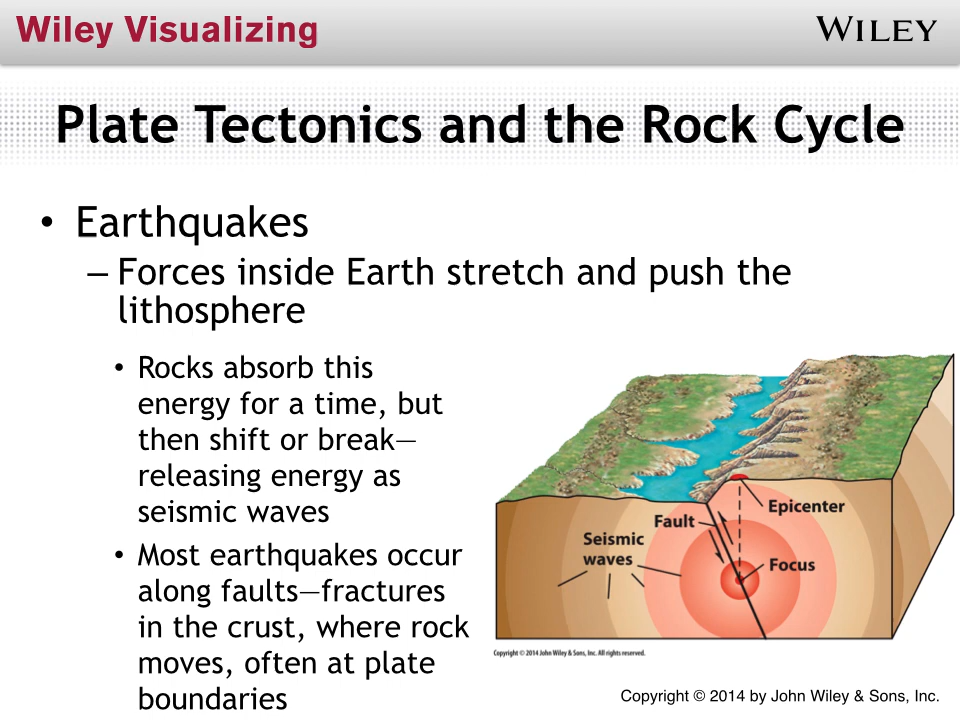 Wiley Visualizing
WILEY
Plate Tectonics and the Rock Cycle
• Earthquakes
– Forces inside Earth stretch and push the
lithosphere
• Rocks absorb this
energy for a time, but
then shift or break—
releasing energy as
seismic waves
• Most earthquakes occur
along faults—fractures
in the crust, where rock
moves, often at plate
boundaries
Epicenter
Fault
Seismic
waves
Focus
Copyright © 2014 John Wiley & Sons, Inc. All rights reserved.
Copyright © 2014 by John Wiley & Sons, Inc.